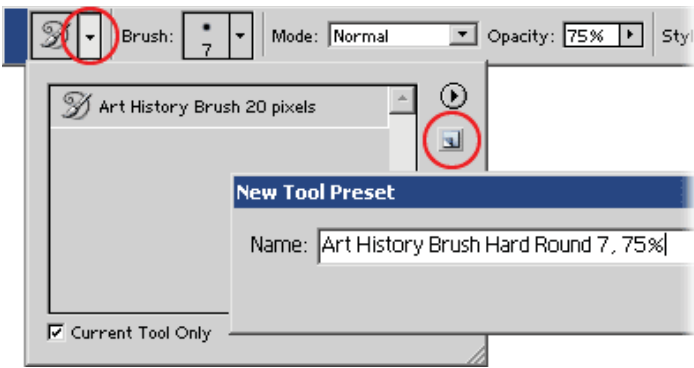 Brush: 7 Mode: Normal Opacity: 75% Styl
Art History Brush 20 pixels
New Tool Preset
Name: Art History Brush Hard Round 7, 75%
Current Tool Only